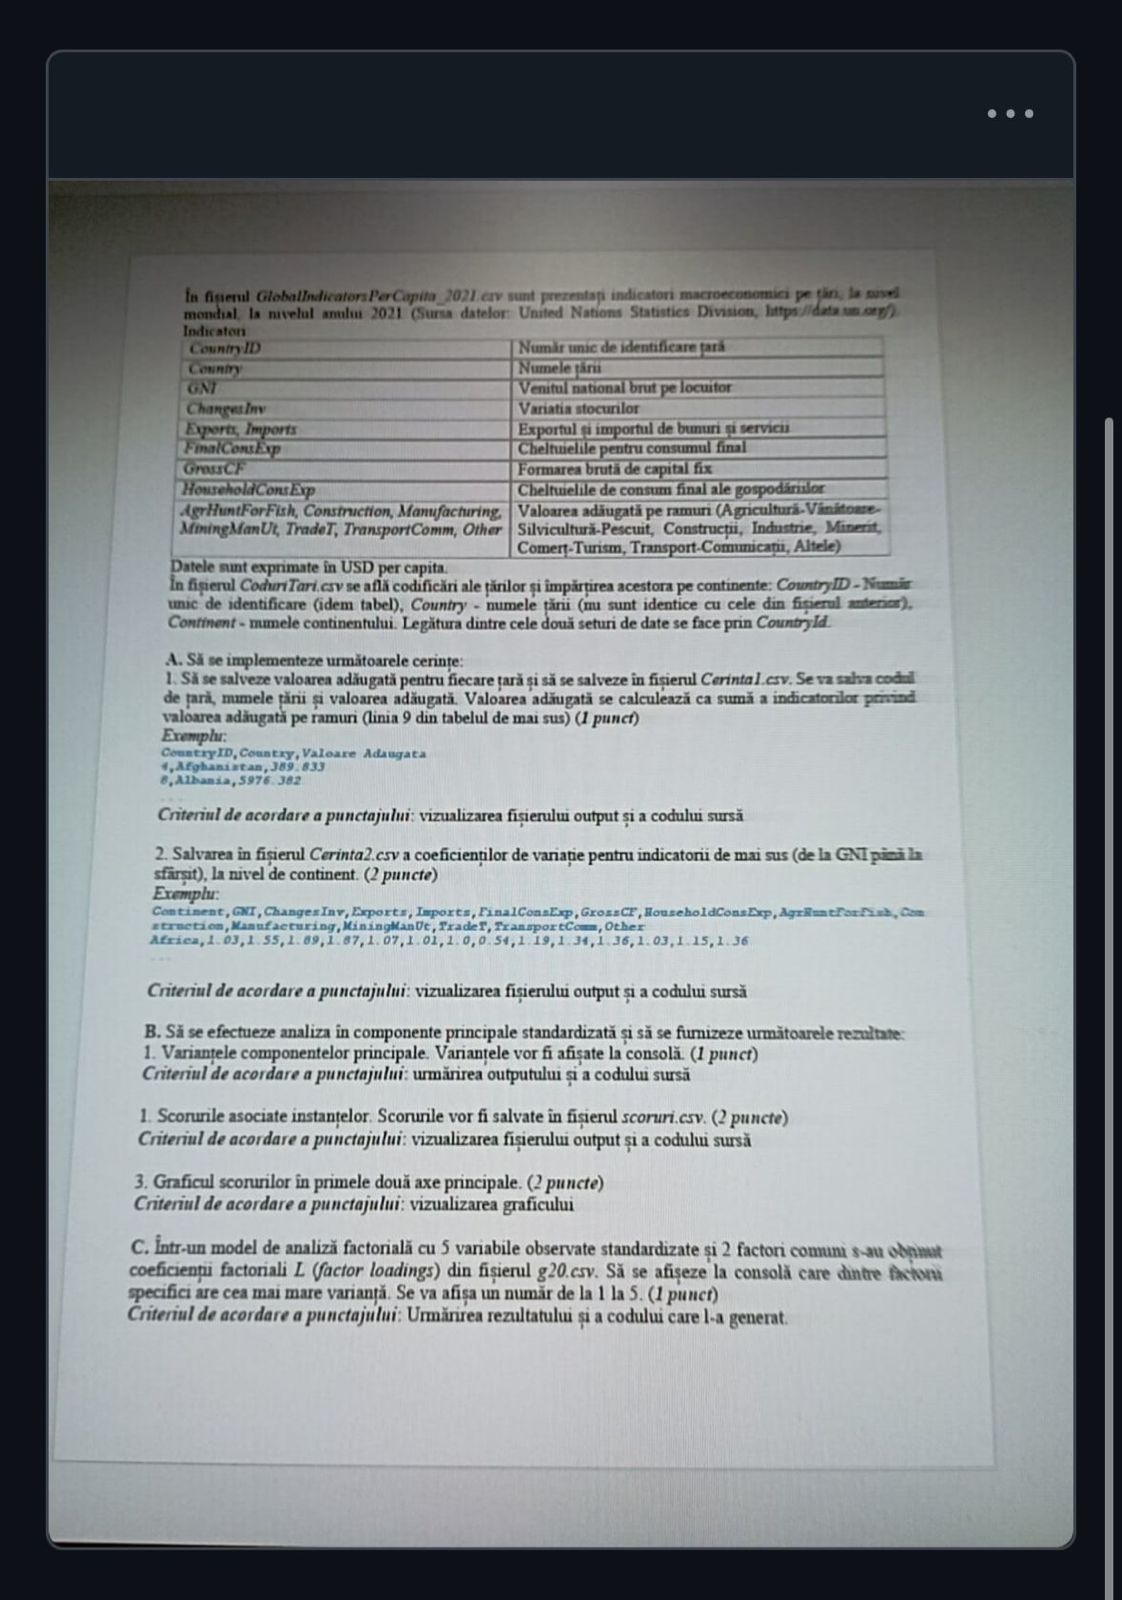 În fișierul GlobalIndicatorsPerCapita_2021.csv sunt prezentați indicatori macroeconomici pe țări, la nivel
mondial, la nivelul anului 2021 (Sursa datelor: United Nations Statistics Division, https://data.un.org/).
Indicatori
CountryID	Număr unic de identificare țară
Country	Numele țării
GNI	Venitul national brut pe locuitor
ChangesInv	Variatia stocurilor
Exports, Imports	Exportul și importul de bunuri și servicii
FinalConsExp	Cheltuielile pentru consumul final
GrossCF	Formarea brută de capital fix
HouseholdConsExp	Cheltuielile de consum final ale gospodăriilor
AgrHuntForFish, Construction, Manufacturing,	Valoarea adăugată pe ramuri (Agricultură-Vânătoare-
MiningManUt, TradeT, TransportComm, Other	Silvicultură-Pescuit, Construcții, Industrie, Minerit,
Comerț-Turism, Transport-Comunicații, Altele)
Datele sunt exprimate în USD per capita.
În fișierul CoduriTari.csv se află codificări ale țărilor și împărțirea acestora pe continente: CountryID - Număr
unic de identificare (idem tabel), Country - numele țării (nu sunt identice cu cele din fișierul anterior),
Continent - numele continentului. Legătura dintre cele două seturi de date se face prin CountryId.
A. Să se implementeze următoarele cerințe:
1. Să se salveze valoarea adăugată pentru fiecare țară și să se salveze în fișierul Cerinta1.csv. Se va salva codul
de țară, numele țării și valoarea adăugată. Valoarea adăugată se calculează ca sumă a indicatorilor privind
valoarea adăugată pe ramuri (linia 9 din tabelul de mai sus) (1 punct)
Exemplu:
CountryID,Country,Valoare Adaugata
4,Afghanistan,389.833
8,Albania,5976.382
...
Criteriul de acordare a punctajului: vizualizarea fișierului output și a codului sursă
2. Salvarea în fișierul Cerinta2.csv a coeficienților de variație pentru indicatorii de mai sus (de la GNI până la
sfârșit), la nivel de continent. (2 puncte)
Exemplu:
Continent,GNI,ChangesInv,Exports,Imports,FinalConsExp,GrossCF,HouseholdConsExp,AgrHuntForFish,Con
struction,Manufacturing,MiningManUt,TradeT,TransportComm,Other
Africa,1.03,1.55,1.89,1.87,1.07,1.01,1.0,0.54,1.19,1.34,1.36,1.03,1.15,1.36
...
Criteriul de acordare a punctajului: vizualizarea fișierului output și a codului sursă
B. Să se efectueze analiza în componente principale standardizată și să se furnizeze următoarele rezultate:
1. Varianțele componentelor principale. Varianțele vor fi afișate la consolă. (1 punct)
Criteriul de acordare a punctajului: urmărirea outputului și a codului sursă
1. Scorurile asociate instanțelor. Scorurile vor fi salvate în fișierul scoruri.csv. (2 puncte)
Criteriul de acordare a punctajului: vizualizarea fișierului output și a codului sursă
3. Graficul scorurilor în primele două axe principale. (2 puncte)
Criteriul de acordare a punctajului: vizualizarea graficului
C. Într-un model de analiză factorială cu 5 variabile observate standardizate și 2 factori comuni s-au obținut
coeficienții factoriali L (factor loadings) din fișierul g20.csv. Să se afișeze la consolă care dintre factorii
specifici are cea mai mare varianță. Se va afișa un număr de la 1 la 5. (1 punct)
Criteriul de acordare a punctajului: Urmărirea rezultatului și a codului care l-a generat.